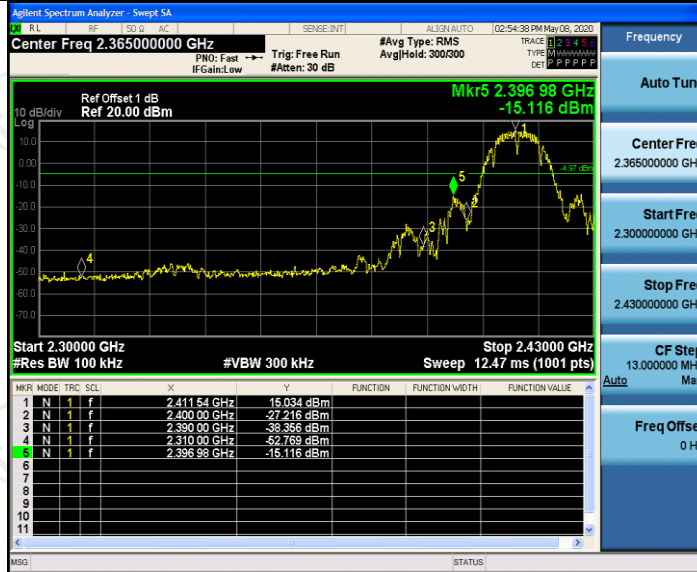 Agilent Spectrum Analyzer - Swept SA
RL RF 50 Ω AC SENSE:INT ALIGN AUTO 02:54:38 PM May 08, 2020
Center Freq 2.365000000 GHz
PNO: Fast
IFGain:Low
Trig: Free Run
#Atten: 30 dB
#Avg Type: RMS
Avg|Hold: 300/300
TRACE 1 2 3 4 5 6
TYPE M
DET P P P P P P
Ref Offset 1 dB
10 dB/div Ref 20.00 dBm
Log
Mkr5 2.396 98 GHz
-15.116 dBm
10.0
0.00
-10.0
-20.0
-30.0
-40.0
-50.0
-60.0
-70.0
-4.97 dBm
1
5
2
3
4
Start 2.30000 GHz Stop 2.43000 GHz
#Res BW 100 kHz #VBW 300 kHz Sweep 12.47 ms (1001 pts)
MKR MODE TRC SCL X Y FUNCTION FUNCTION WIDTH FUNCTION VALUE
1 N 1 f 2.411 54 GHz 15.034 dBm
2 N 1 f 2.400 00 GHz -27.216 dBm
3 N 1 f 2.390 00 GHz -38.356 dBm
4 N 1 f 2.310 00 GHz -52.769 dBm
5 N 1 f 2.396 98 GHz -15.116 dBm
6
7
8
9
10
11
MSG STATUS
Frequency
Auto Tun
Center Fre
2.365000000 GH
Start Fre
2.300000000 GH
Stop Fre
2.430000000 GH
CF Ste
13.000000 MH
Auto Ma
Freq Offse
0 H